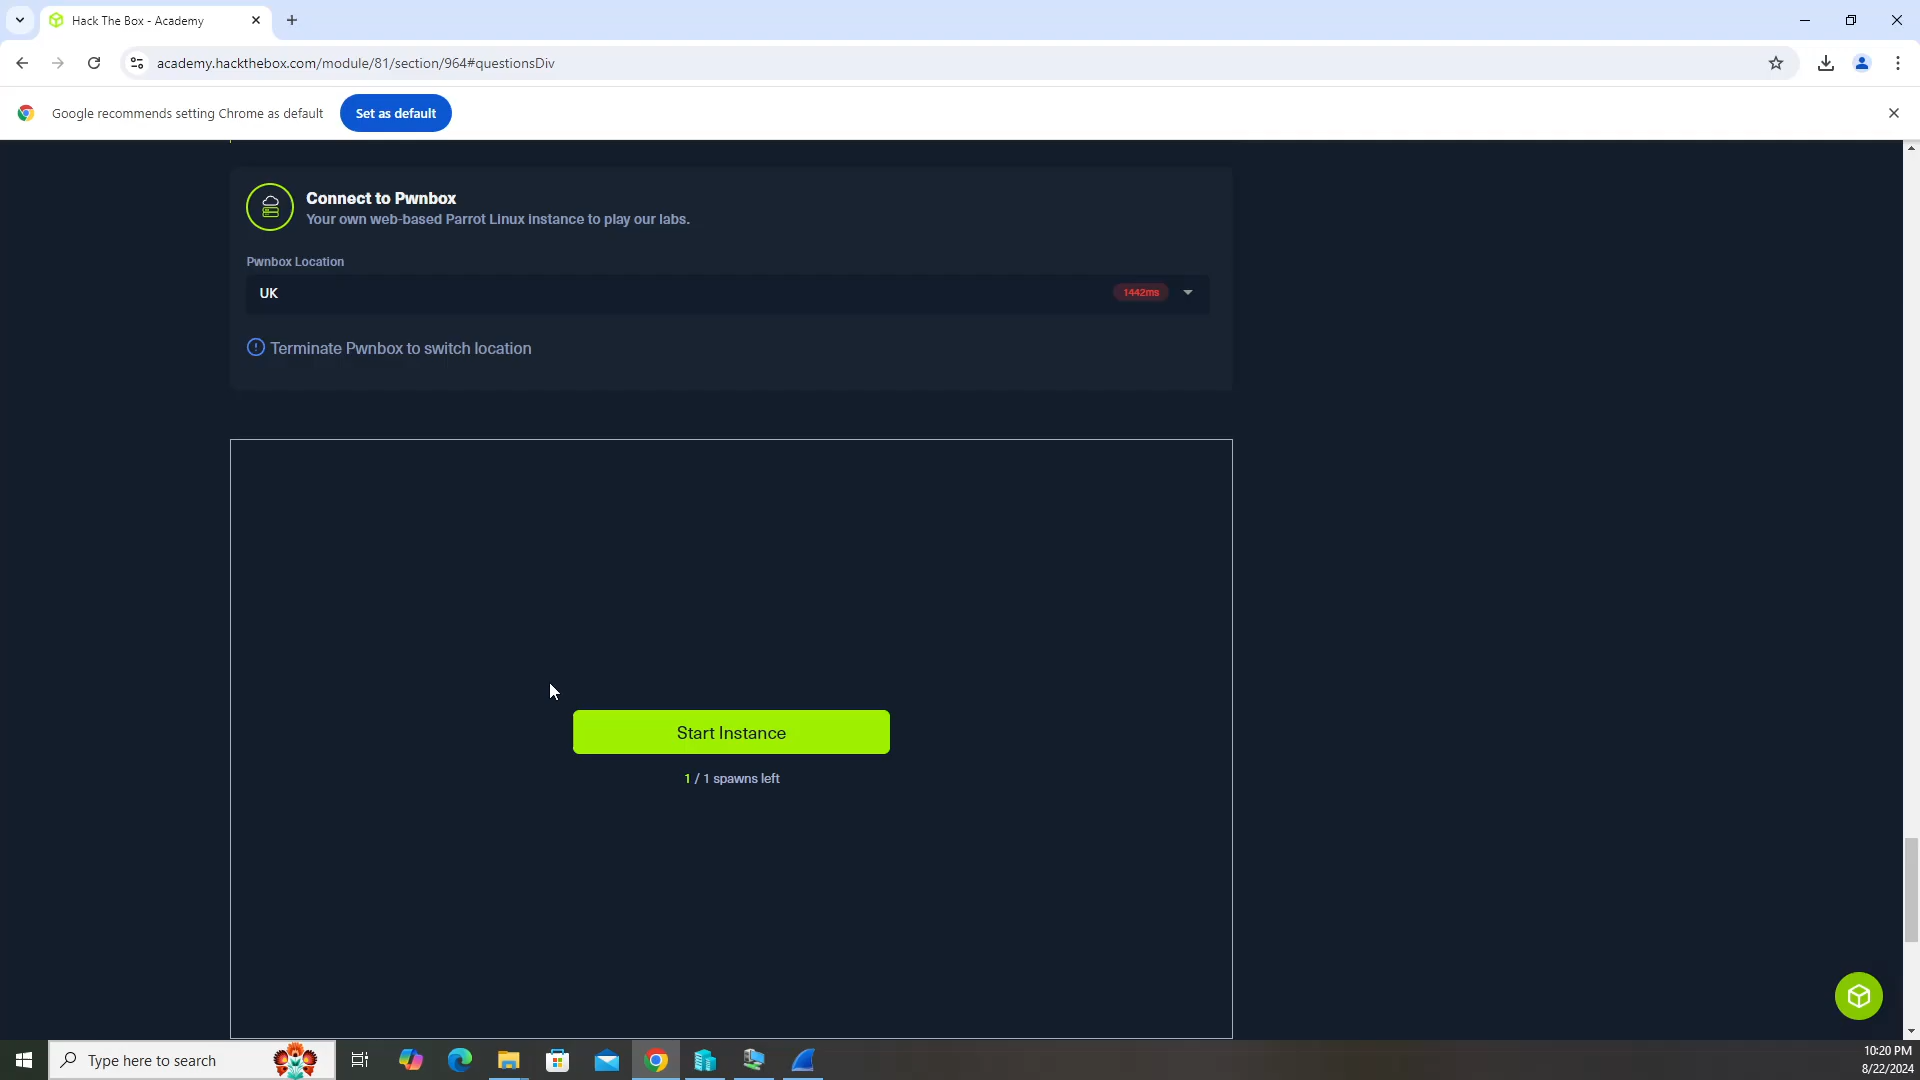 Hack The Box - Academy
academy.hackthebox.com/module/81/section/964#questionsDiv
Google recommends setting Chrome as default
Set as default
Connect to Pwnbox
Your own web-based Parrot Linux instance to play our labs.
Pwnbox Location
UK
1442ms
Terminate Pwnbox to switch location
Start Instance
1 / 1 spawns left
Type here to search
10:20 PM
8/22/2024